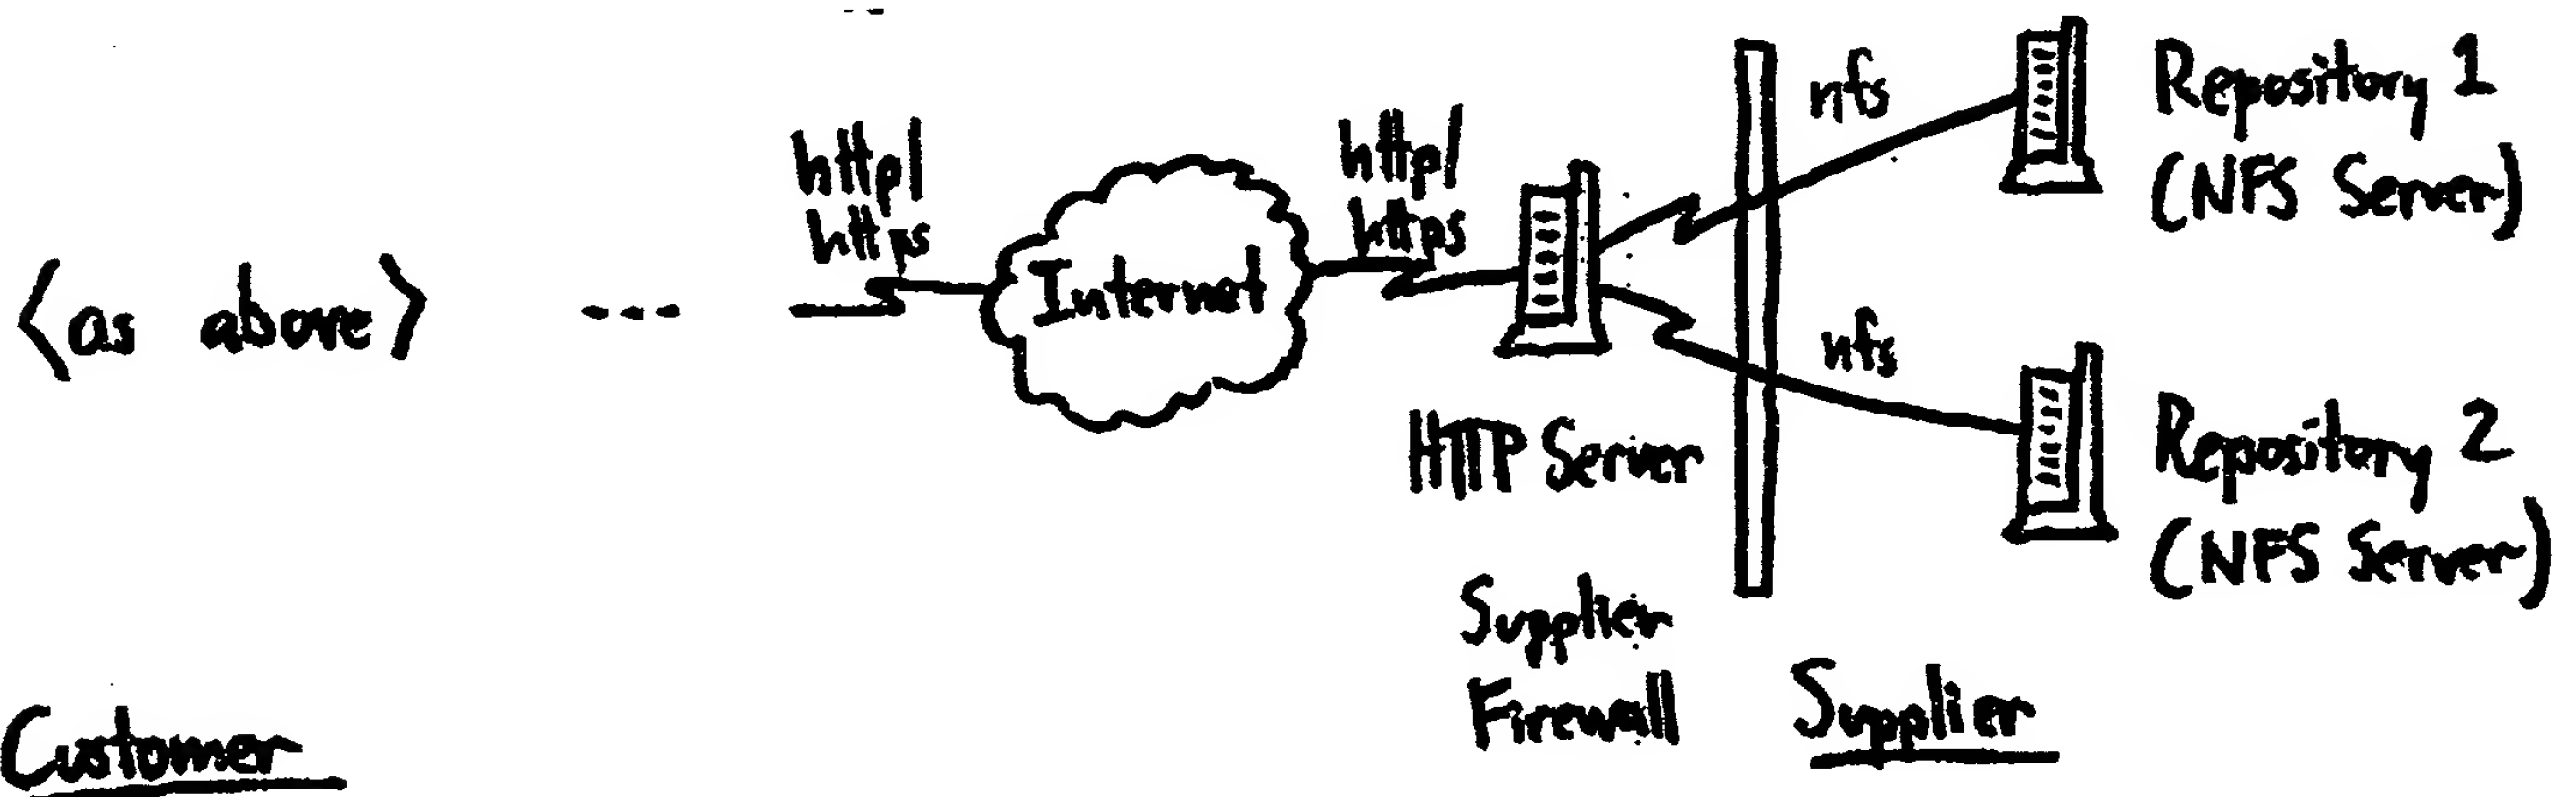 <as above>
---
http/
https
Internet
http/
https
HTTP Server
Supplier
Firewall
nfs
nfs
Repository 1
(NFS Server)
Repository 2
(NFS Server)
Customer
Supplier